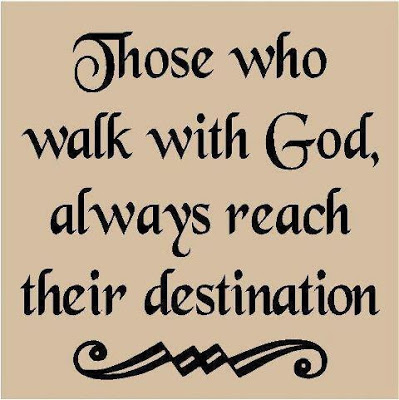 Those who
walk with God,
always reach
their destination